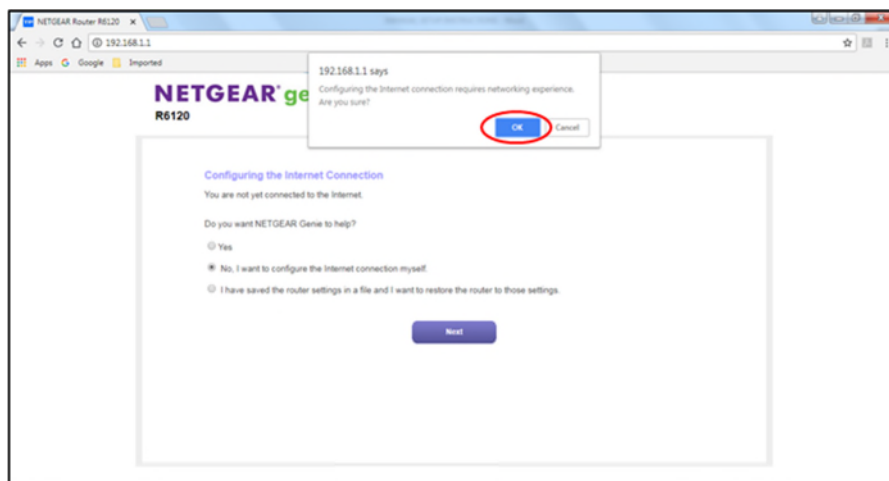 NETGEAR Router R6120
192.168.1.1
Apps Google Imported
192.168.1.1 says
Configuring the Internet connection requires networking experience.
Are you sure?
OK Cancel
NETGEAR ge
R6120
Configuring the Internet Connection
You are not yet connected to the Internet.
Do you want NETGEAR Genie to help?
Yes
No, I want to configure the Internet connection myself.
I have saved the router settings in a file and I want to restore the router to those settings.
Next